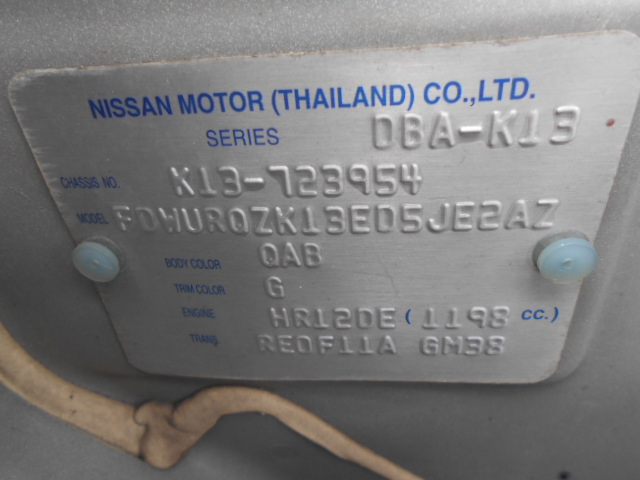 NISSAN MOTOR (THAILAND) CO.,LTD.
SERIES DBA-K13
CHASSIS NO. K13-723954
MODEL FDWURQZK13ED5JE2AZ
BODY COLOR QAB
TRIM COLOR G
ENGINE HR12DE ( 1198 CC.)
TRANS. RE0F11A GM38